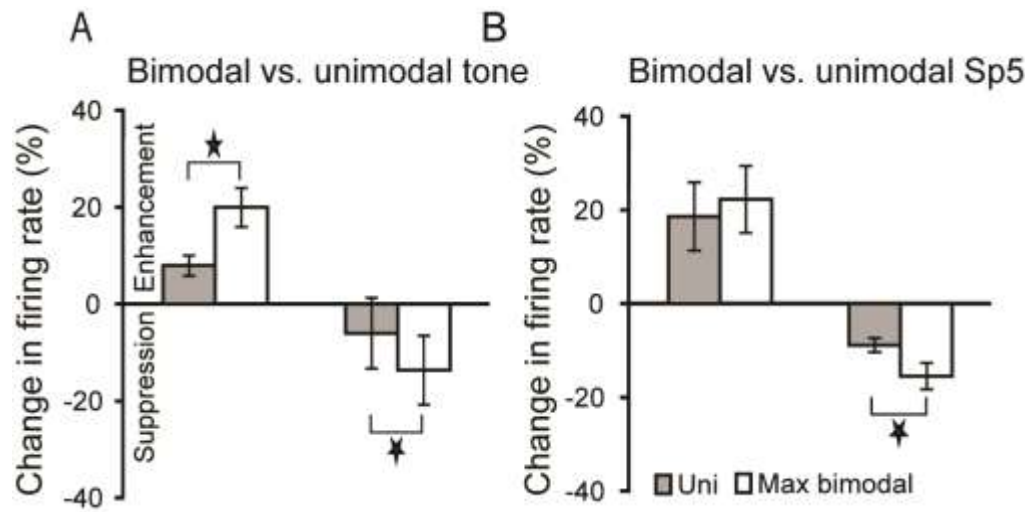 A
B
Bimodal vs. unimodal tone
Bimodal vs. unimodal Sp5
Change in firing rate (%)
Enhancement
Suppression
40
20
0
-20
-40
Change in firing rate (%)
40
20
0
-20
-40
Uni Max bimodal